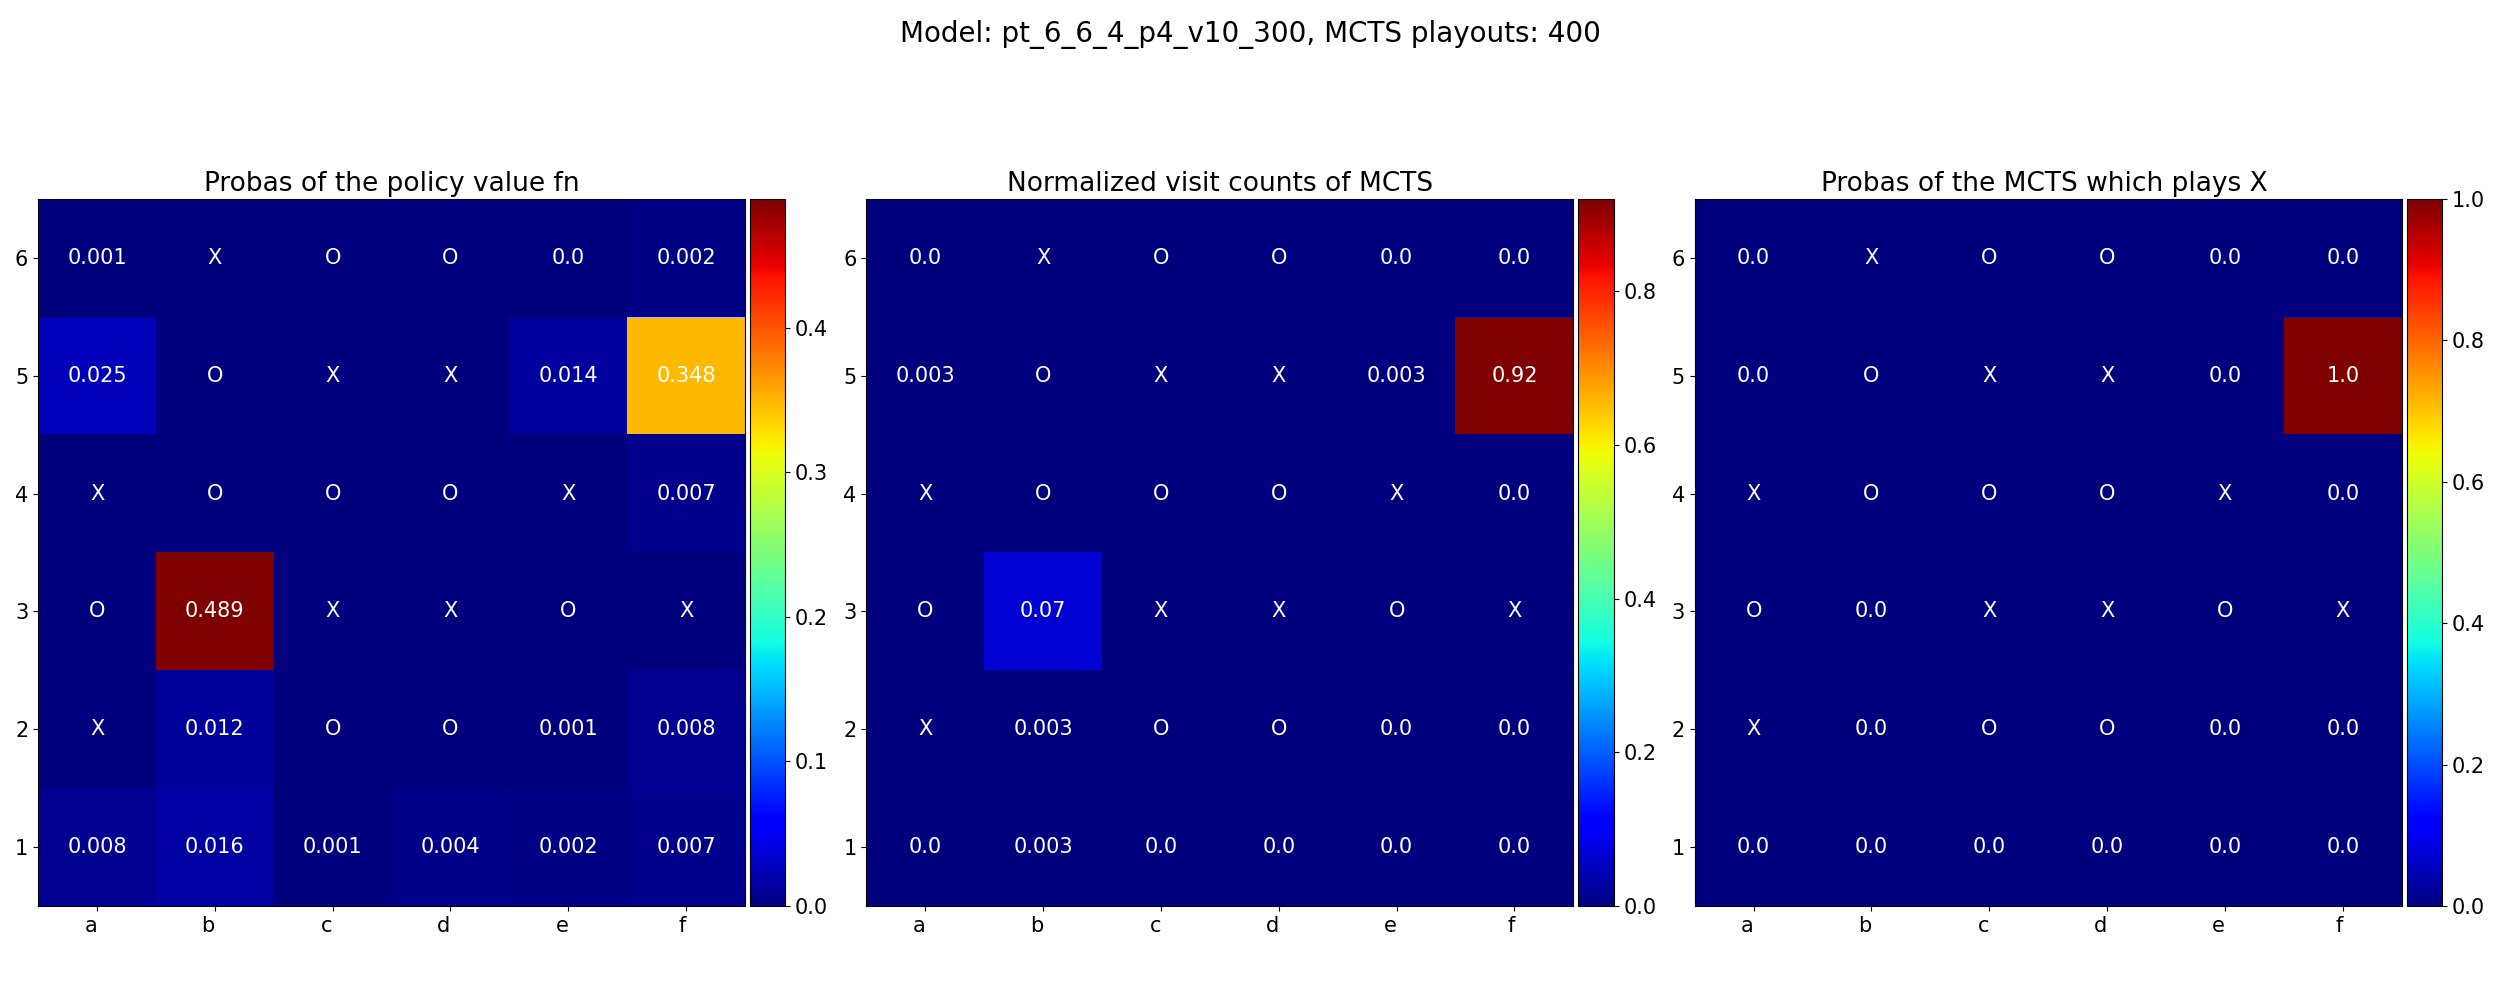 Model: pt_6_6_4_p4_v10_300, MCTS playouts: 400
Probas of the policy value fn
6 0.001 X O O 0.0 0.002
5 0.025 O X X 0.014 0.348
4 X O O O X 0.007
3 O 0.489 X X O X
2 X 0.012 O O 0.001 0.008
1 0.008 0.016 0.001 0.004 0.002 0.007
a b c d e f
0.4
0.3
0.2
0.1
0.0
Normalized visit counts of MCTS
6 0.0 X O O 0.0 0.0
5 0.003 O X X 0.003 0.92
4 X O O O X 0.0
3 O 0.07 X X O X
2 X 0.003 O O 0.0 0.0
1 0.0 0.003 0.0 0.0 0.0 0.0
a b c d e f
0.8
0.6
0.4
0.2
0.0
Probas of the MCTS which plays X
6 0.0 X O O 0.0 0.0
5 0.0 O X X 0.0 1.0
4 X O O O X 0.0
3 O 0.0 X X O X
2 X 0.0 O O 0.0 0.0
1 0.0 0.0 0.0 0.0 0.0 0.0
a b c d e f
1.0
0.8
0.6
0.4
0.2
0.0